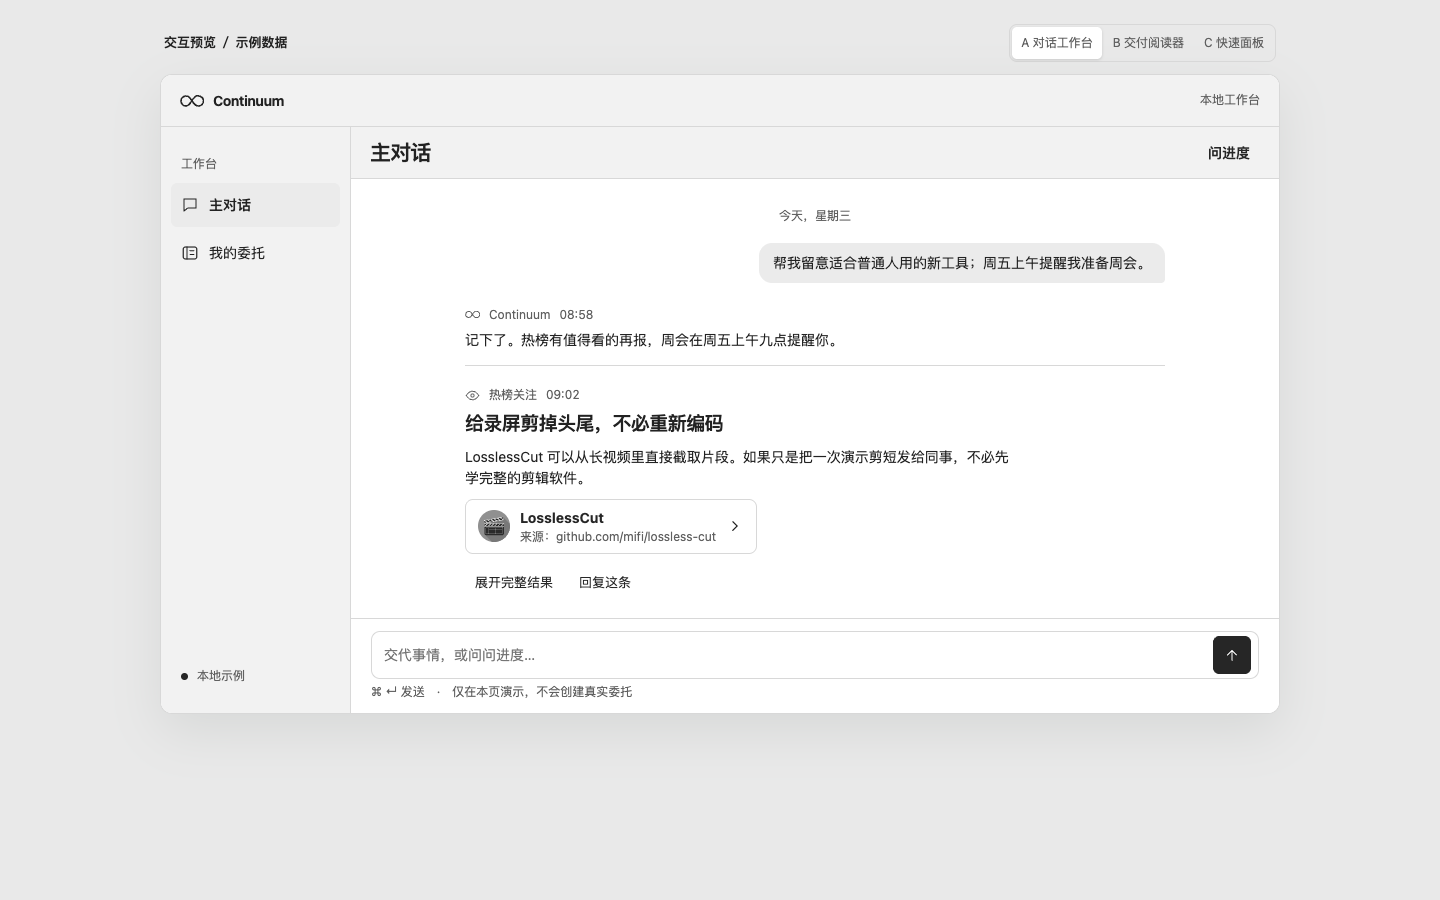 交互预览 / 示例数据
A 对话工作台
B 交付阅读器
C 快速面板
Continuum
本地工作台
工作台
主对话
我的委托
本地示例
主对话
问进度
今天，星期三
帮我留意适合普通人用的新工具；周五上午提醒我准备周会。
Continuum 08:58
记下了。热榜有值得看的再报，周会在周五上午九点提醒你。
热榜关注 09:02
给录屏剪掉头尾，不必重新编码
LosslessCut 可以从长视频里直接截取片段。如果只是把一次演示剪短发给同事，不必先
学完整的剪辑软件。
LosslessCut
来源：github.com/mifi/lossless-cut
展开完整结果
回复这条
交代事情，或问问进度...
⌘ ↵ 发送 · 仅在本页演示，不会创建真实委托